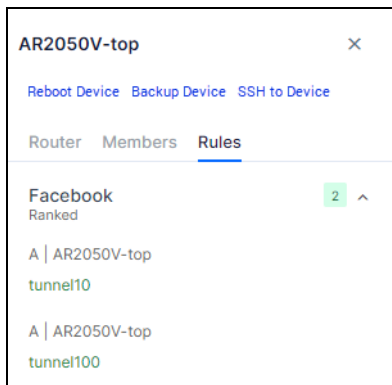 AR2050V-top
Reboot Device Backup Device SSH to Device
Router Members Rules
Facebook 2
Ranked
A | AR2050V-top
tunnel10
A | AR2050V-top
tunnel100